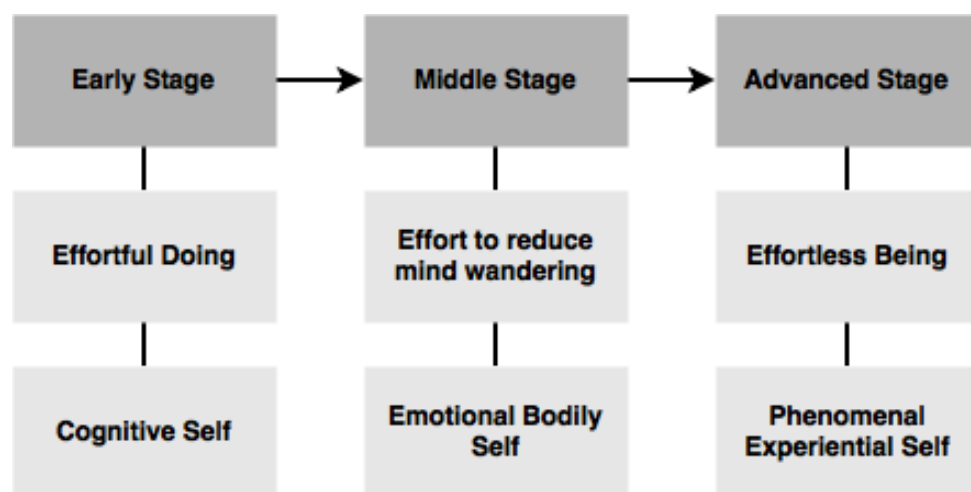 Early Stage
Middle Stage
Advanced Stage
Effortful Doing
Effort to reduce
mind wandering
Effortless Being
Cognitive Self
Emotional Bodily
Self
Phenomenal
Experiential Self